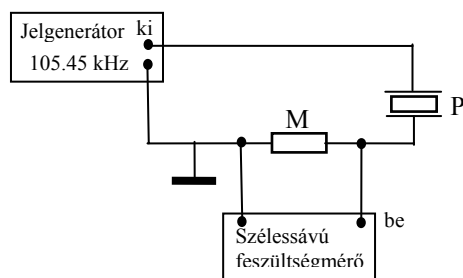 Jelgenerátor ki
105.45 kHz
P
M
be
Szélessávú
feszültségmérő